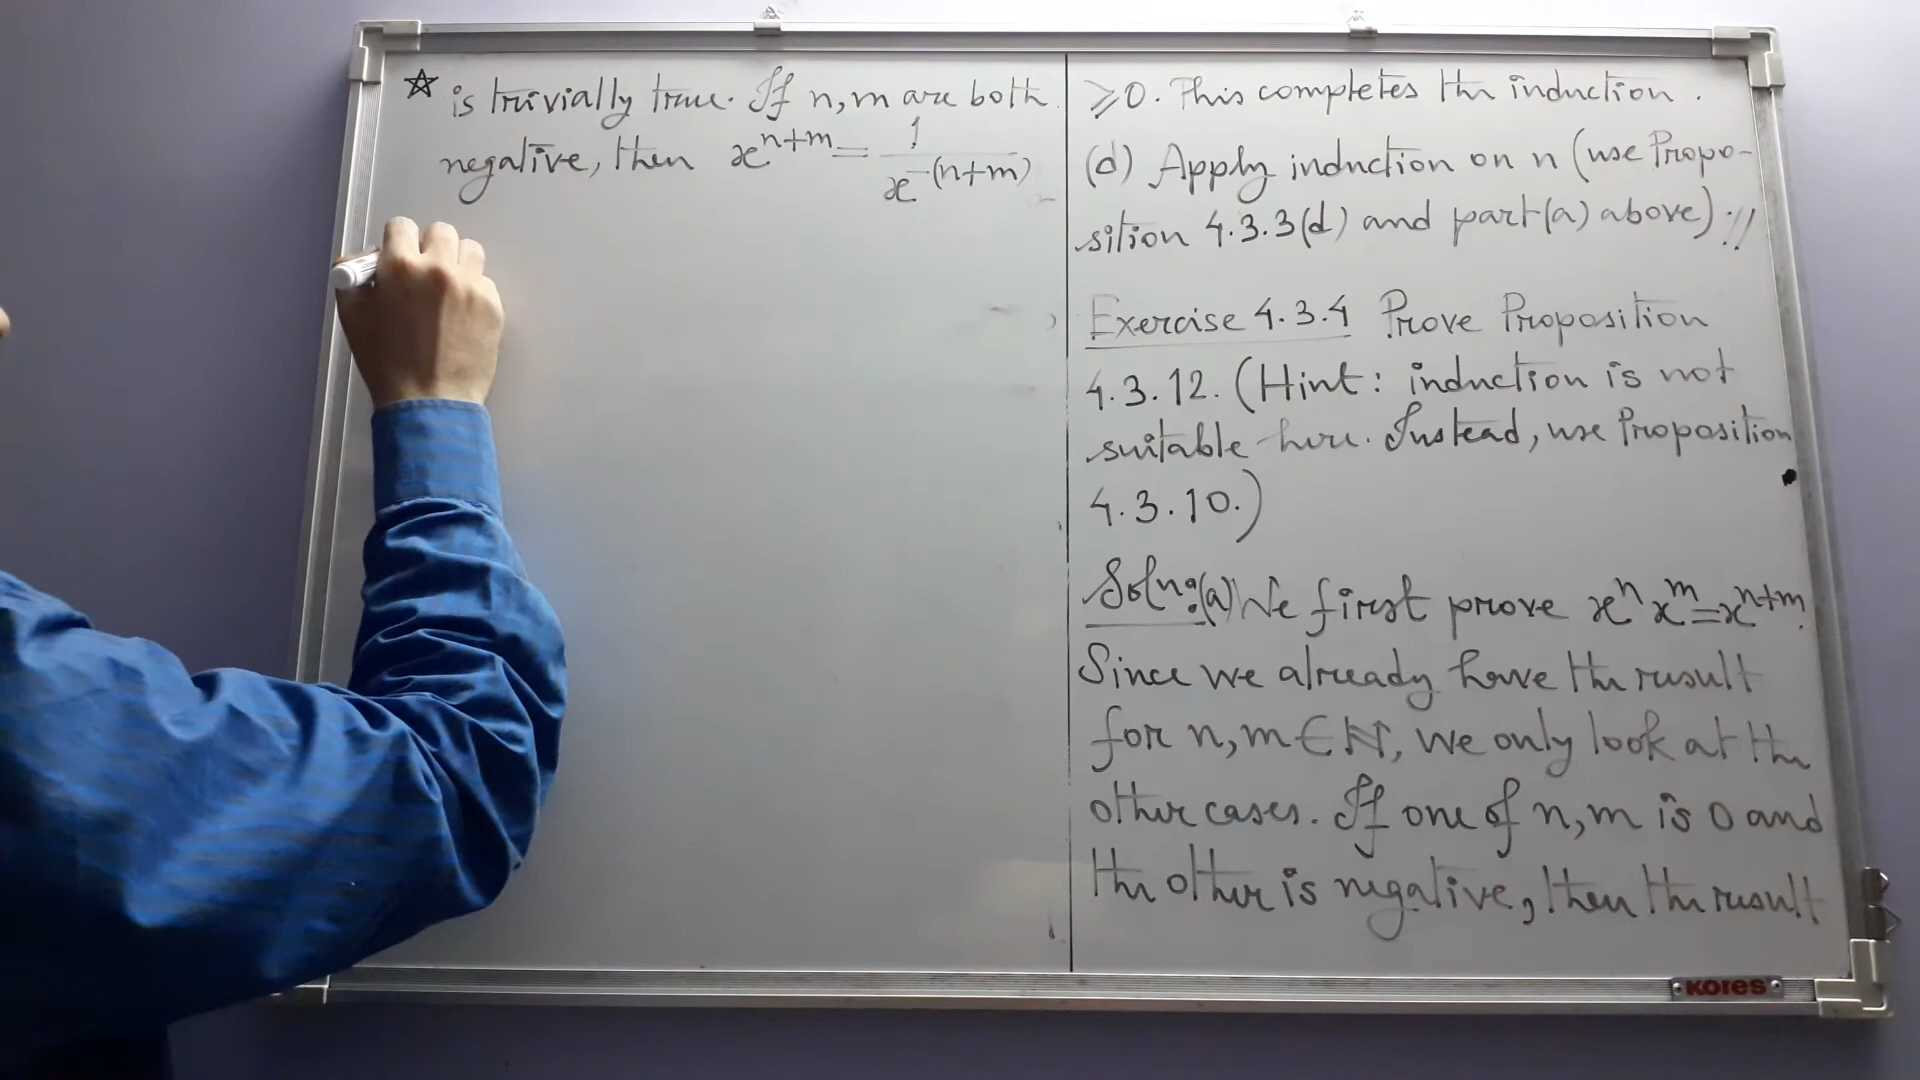 ☆ is trivially true. If n, m are both
negative, then x^{n+m} = \frac{1}{x^{-(n+m)}}
≥0. This completes the induction.
(d) Apply induction on n (use Propo-
sition 4.3.3(d) and part (a) above). //
Exercise 4.3.4 Prove Proposition
4.3.12. (Hint: induction is not
suitable here. Instead, use Proposition
4.3.10.)
Soln:(a) We first prove x^n x^m = x^{n+m}.
Since we already have the result
for n, m ∈ ℕ, we only look at the
other cases. If one of n, m is 0 and
the other is negative, then the result
KORES